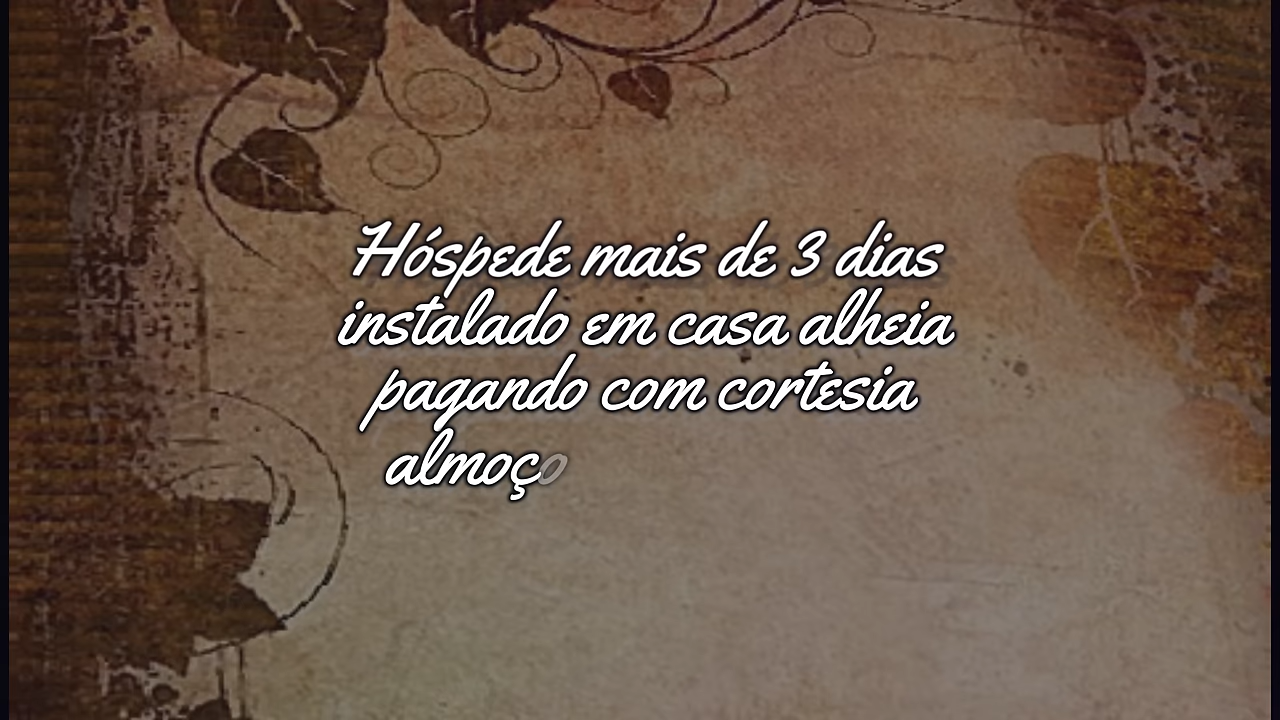 Hóspede mais de 3 dias
instalado em casa alheia
pagando com cortesia
almoço